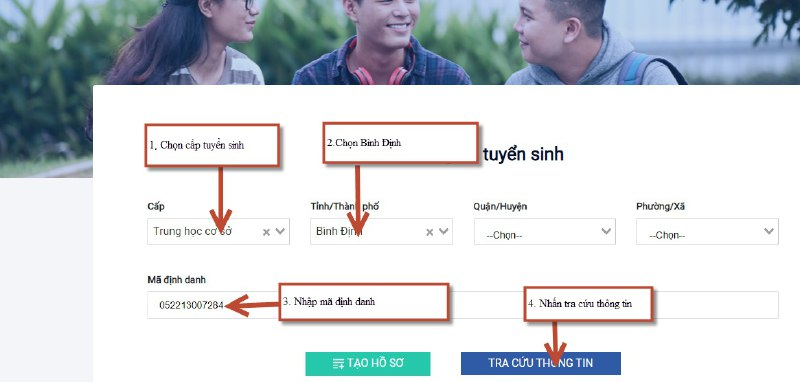 1, Chọn cấp tuyển sinh
2.Chọn Bình Định
tuyển sinh
Cấp
Tỉnh/Thành phố
Quận/Huyện
Phường/Xã
Trung học cơ sở
Bình Định
--Chọn--
--Chọn--
Mã định danh
052213007284
3. Nhập mã định danh
4. Nhấn tra cứu thông tin
TẠO HỒ SƠ
TRA CỨU THÔNG TIN